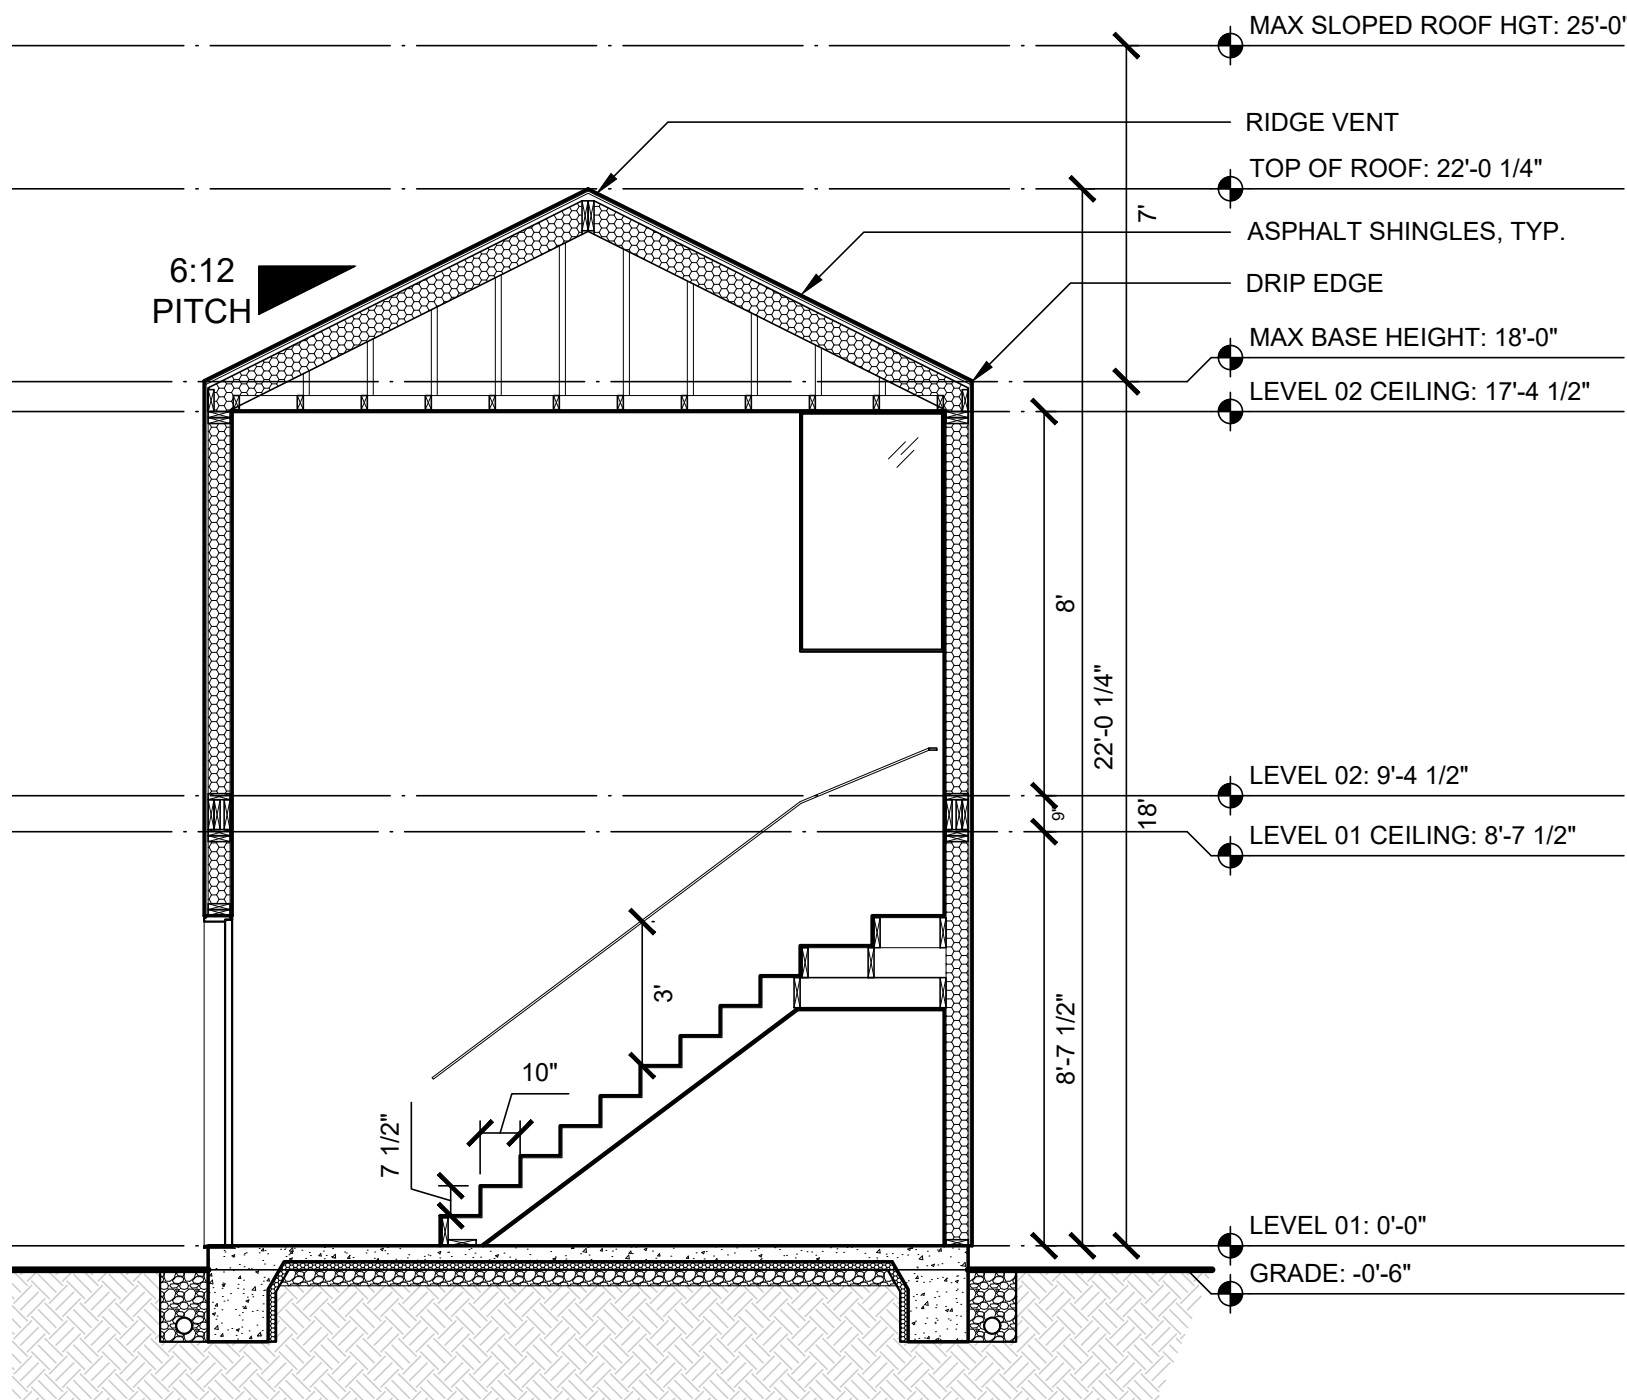 MAX SLOPED ROOF HGT: 25'-0"
RIDGE VENT
TOP OF ROOF: 22'-0 1/4"
7'
ASPHALT SHINGLES, TYP.
6:12
PITCH
DRIP EDGE
MAX BASE HEIGHT: 18'-0"
LEVEL 02 CEILING: 17'-4 1/2"
8'
22'-0 1/4"
LEVEL 02: 9'-4 1/2"
9"
18'
LEVEL 01 CEILING: 8'-7 1/2"
3'
8'-7 1/2"
10"
7 1/2"
LEVEL 01: 0'-0"
GRADE: -0'-6"